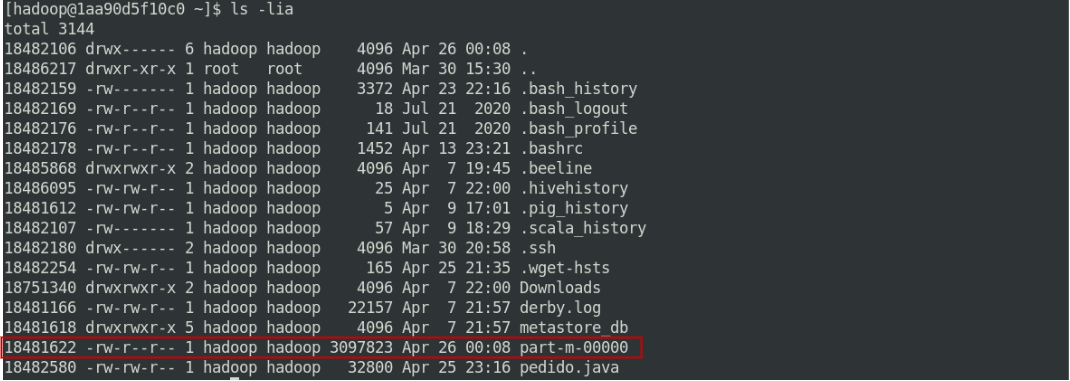 [hadoop@1aa90d5f10c0 ~]$ ls -lia
total 3144
18482106 drwx------ 6 hadoop hadoop    4096 Apr 26 00:08 .
18486217 drwxr-xr-x 1 root   root      4096 Mar 30 15:30 ..
18482159 -rw------- 1 hadoop hadoop    3372 Apr 23 22:16 .bash_history
18482169 -rw-r--r-- 1 hadoop hadoop      18 Jul 21  2020 .bash_logout
18482176 -rw-r--r-- 1 hadoop hadoop     141 Jul 21  2020 .bash_profile
18482178 -rw-r--r-- 1 hadoop hadoop    1452 Apr 13 23:21 .bashrc
18485868 drwxrwxr-x 2 hadoop hadoop    4096 Apr  7 19:45 .beeline
18486095 -rw-rw-r-- 1 hadoop hadoop      25 Apr  7 22:00 .hivehistory
18481612 -rw-rw-r-- 1 hadoop hadoop       5 Apr  9 17:01 .pig_history
18482107 -rw------- 1 hadoop hadoop      57 Apr  9 18:29 .scala_history
18482180 drwx------ 2 hadoop hadoop    4096 Mar 30 20:58 .ssh
18482254 -rw-rw-r-- 1 hadoop hadoop     165 Apr 25 21:35 .wget-hsts
18751340 drwxrwxr-x 2 hadoop hadoop    4096 Apr  7 22:00 Downloads
18481166 -rw-rw-r-- 1 hadoop hadoop   22157 Apr  7 21:57 derby.log
18481618 drwxrwxr-x 5 hadoop hadoop    4096 Apr  7 21:57 metastore_db
18481622 -rw-r--r-- 1 hadoop hadoop 3097823 Apr 26 00:08 part-m-00000
18482580 -rw-rw-r-- 1 hadoop hadoop   32800 Apr 25 23:16 pedido.java